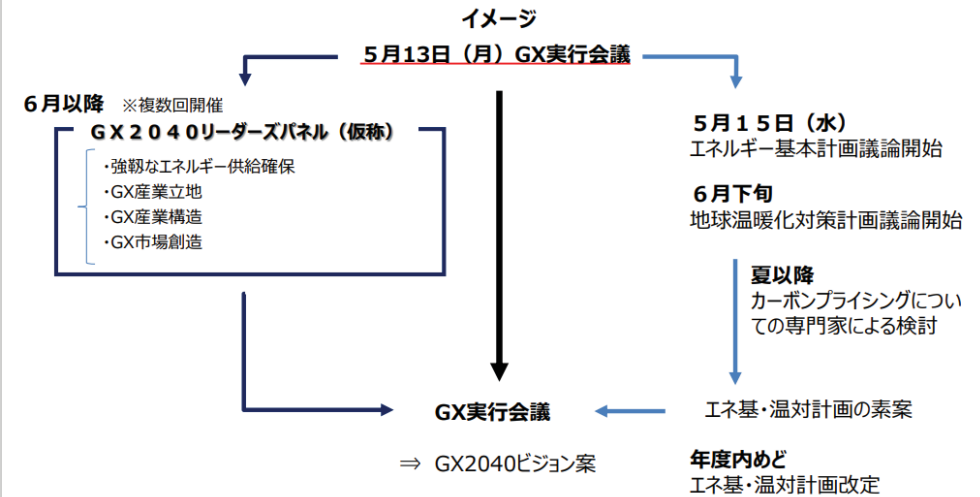 イメージ
5月13日（月）GX実行会議
6月以降 ※複数回開催
GX2040リーダーズパネル（仮称）
・強靱なエネルギー供給確保
・GX産業立地
・GX産業構造
・GX市場創造
5月15日（水）
エネルギー基本計画議論開始
6月下旬
地球温暖化対策計画議論開始
夏以降
カーボンプライシングについ
ての専門家による検討
GX実行会議
エネ基・温対計画の素案
⇒ GX2040ビジョン案
年度内めど
エネ基・温対計画改定